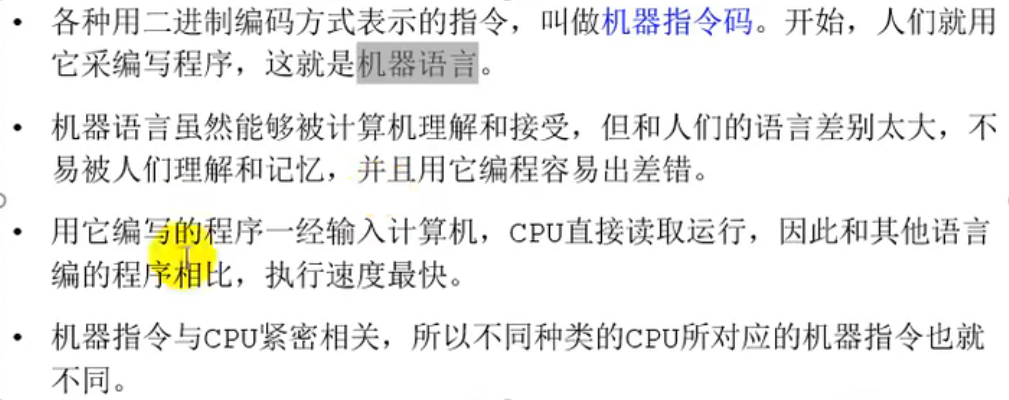 • 各种用二进制编码方式表示的指令，叫做机器指令码。开始，人们就用
它采编写程序，这就是机器语言。
• 机器语言虽然能够被计算机理解和接受，但和人们的语言差别太大，不
易被人们理解和记忆，并且用它编程容易出差错。
• 用它编写的程序一经输入计算机，CPU直接读取运行，因此和其他语言
编的程序相比，执行速度最快。
• 机器指令与CPU紧密相关，所以不同种类的CPU所对应的机器指令也就
不同。